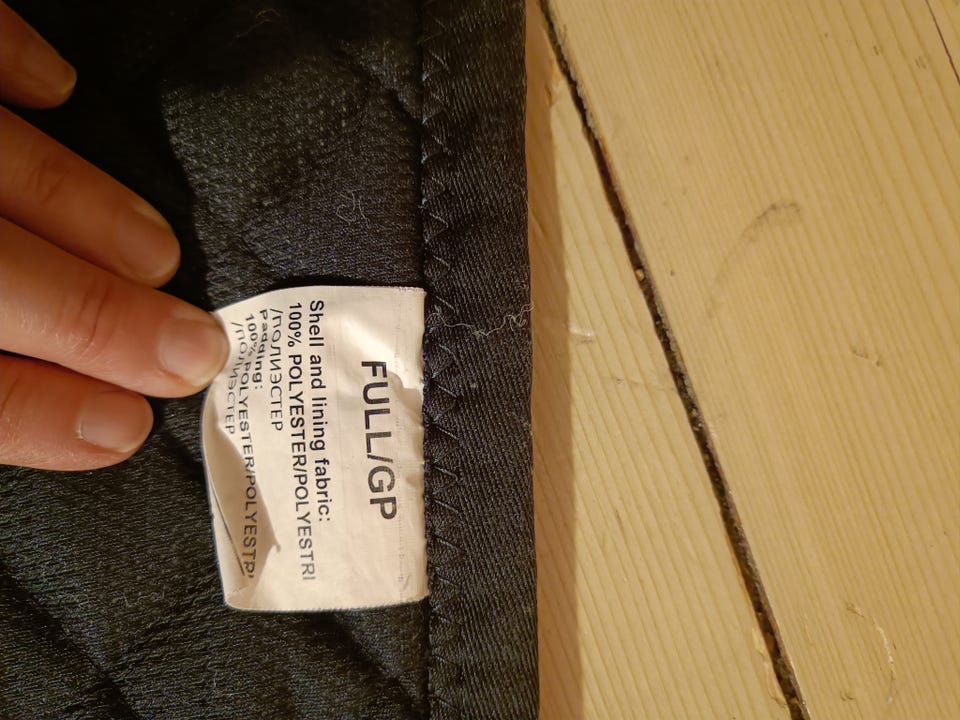 FULL/GP
Shell and lining fabric:
100% POLYESTER/POLYESTRI
/ПОЛИЭСТЕР
Padding:
100% POLYESTER/POLYESTRI
/ПОЛИЭСТЕР